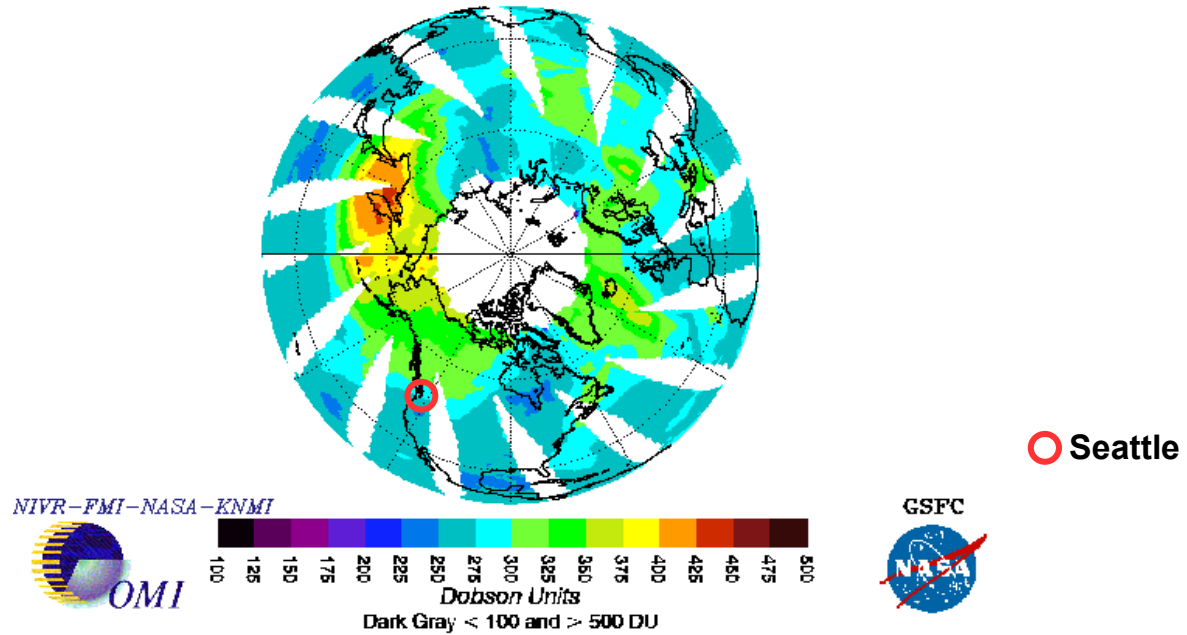 Seattle
NIVR-FMI-NASA-KNMI
GSFC
OMI
NASA
100 125 150 175 200 225 250 275 300 325 350 375 400 425 450 475 500
Dobson Units
Dark Gray < 100 and > 500 DU